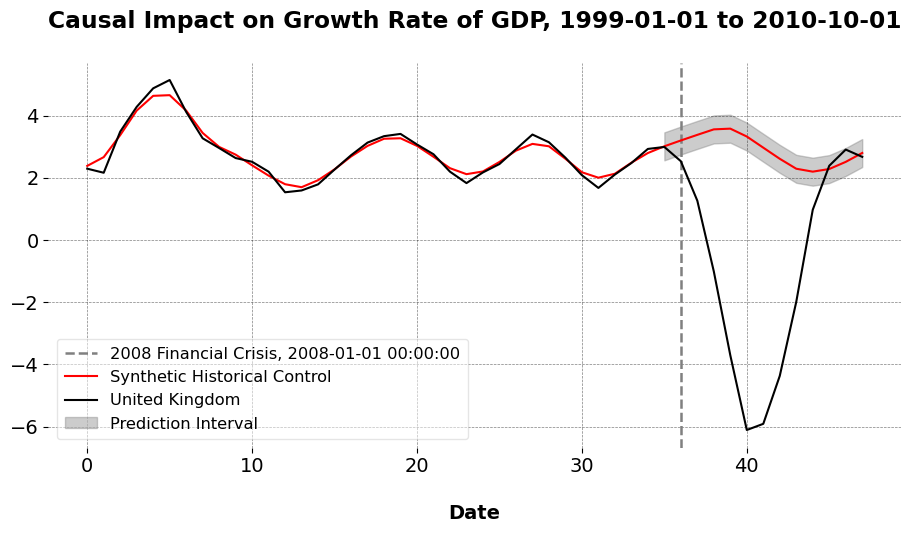 Causal Impact on Growth Rate of GDP, 1999-01-01 to 2010-10-01
4
2
0
−2
−4
−6
2008 Financial Crisis, 2008-01-01 00:00:00
Synthetic Historical Control
United Kingdom
Prediction Interval
0 10 20 30 40
Date